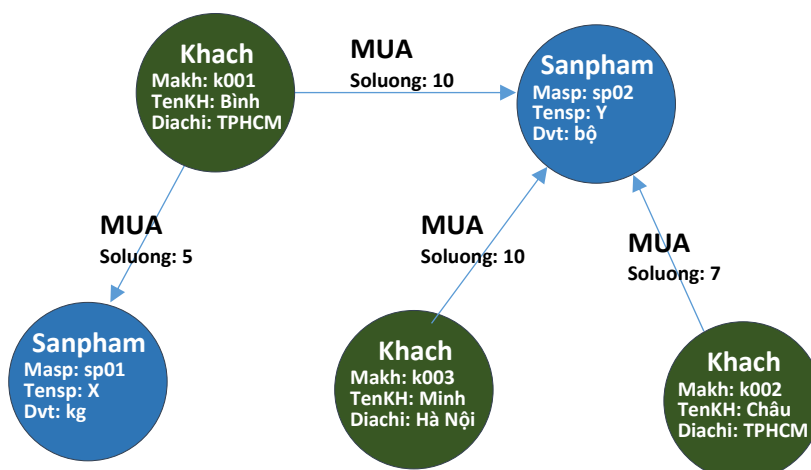 Khach
Makh: k001
TenKH: Bình
Diachi: TPHCM
MUA
Soluong: 10
Sanpham
Masp: sp02
Tensp: Y
Dvt: bộ
MUA
Soluong: 5
MUA
Soluong: 10
MUA
Soluong: 7
Sanpham
Masp: sp01
Tensp: X
Dvt: kg
Khach
Makh: k003
TenKH: Minh
Diachi: Hà Nội
Khach
Makh: k002
TenKH: Châu
Diachi: TPHCM